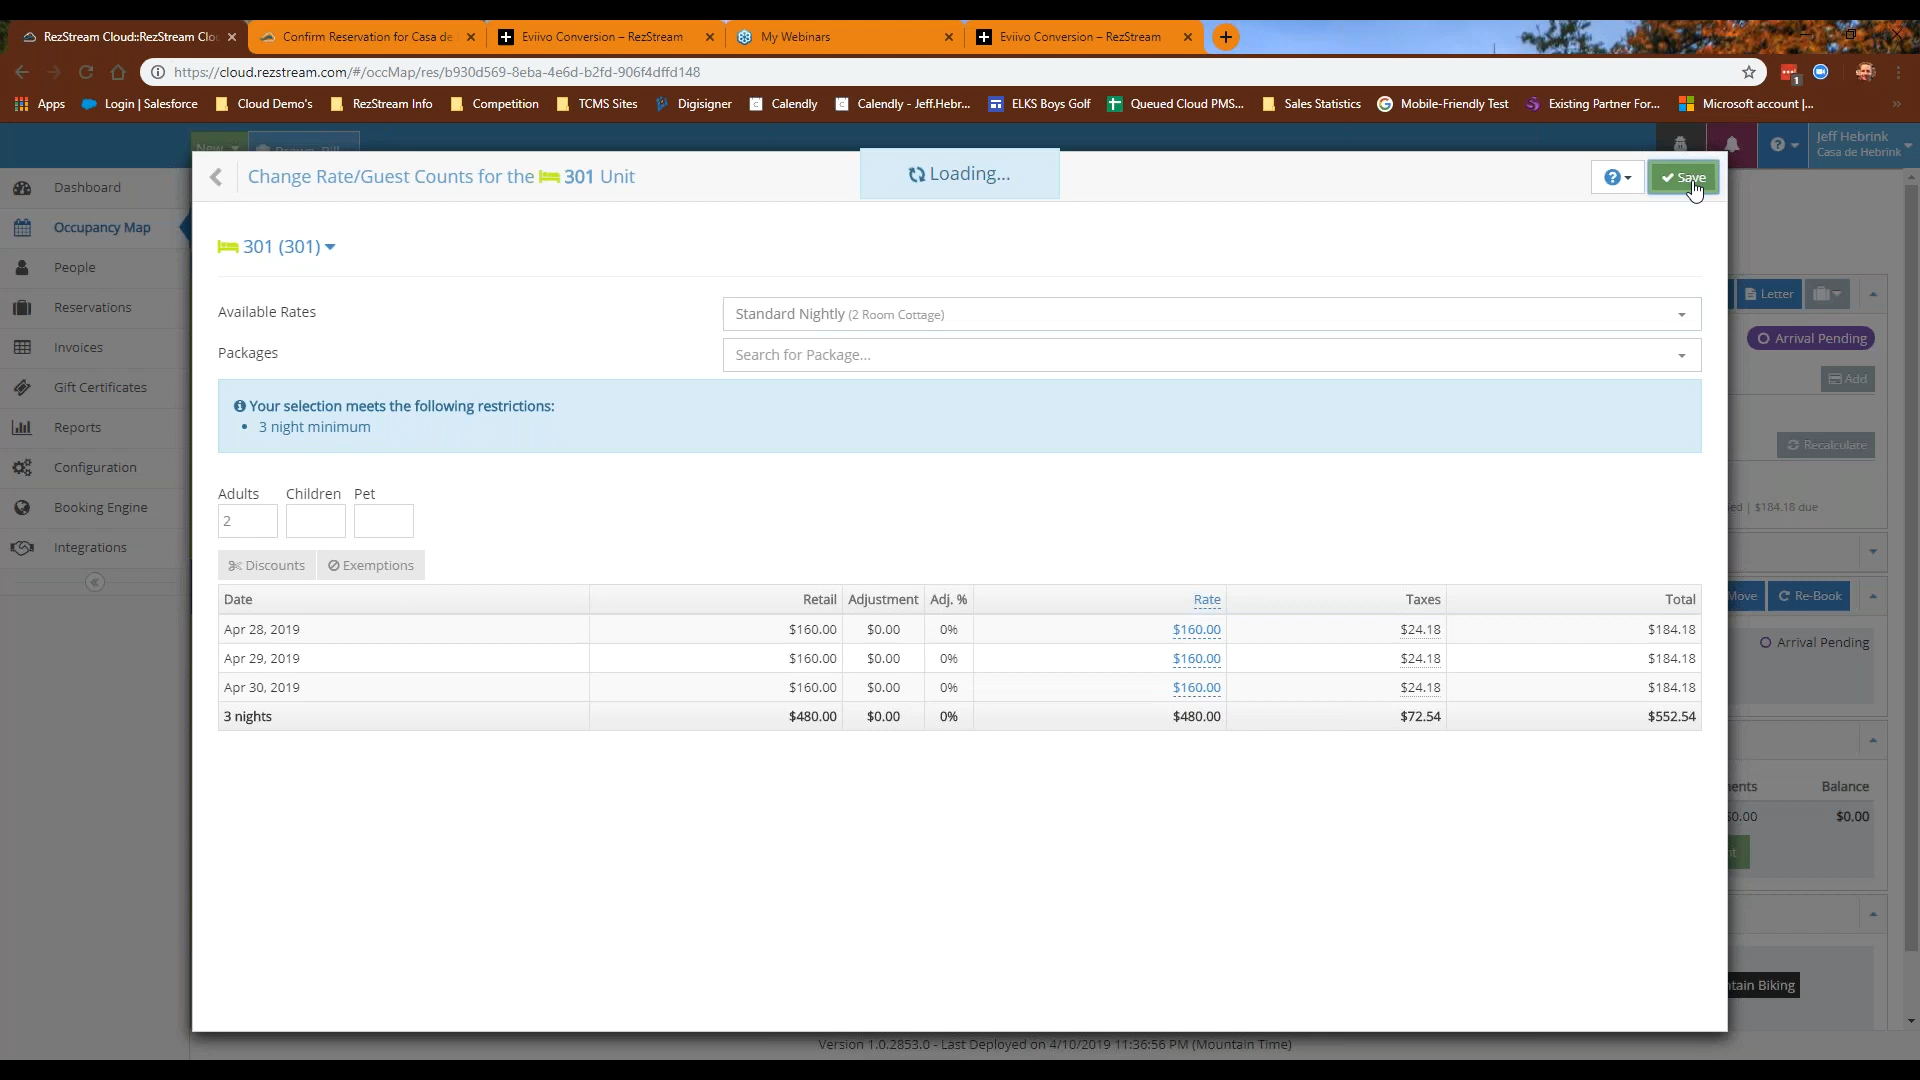 RezStream Cloud::RezStream Clo
Confirm Reservation for Casa de
Eviivo Conversion – RezStream
My Webinars
Eviivo Conversion – RezStream
https://cloud.rezstream.com/#/occMap/res/b930d569-8eba-4e6d-b2fd-906f4dffd148
1
Apps
Login | Salesforce
Cloud Demo's
RezStream Info
Competition
TCMS Sites
Digisigner
Calendly
Calendly - Jeff.Hebr...
ELKS Boys Golf
Queued Cloud PMS...
Sales Statistics
Mobile-Friendly Test
Existing Partner For...
Microsoft account |...
New
Jeff Hebrink
Casa de Hebrink
Dashboard
Occupancy Map
People
Reservations
Invoices
Gift Certificates
Reports
Configuration
Booking Engine
Integrations
Change Rate/Guest Counts for the 301 Unit
Loading...
Save
301 (301)
Available Rates
Standard Nightly (2 Room Cottage)
Packages
Search for Package...
Your selection meets the following restrictions:
• 3 night minimum
Adults Children Pet
2
Discounts
Exemptions
Date Retail Adjustment Adj. % Rate Taxes Total
Apr 28, 2019 $160.00 $0.00 0% $160.00 $24.18 $184.18
Apr 29, 2019 $160.00 $0.00 0% $160.00 $24.18 $184.18
Apr 30, 2019 $160.00 $0.00 0% $160.00 $24.18 $184.18
3 nights $480.00 $0.00 0% $480.00 $72.54 $552.54
Letter
Arrival Pending
Add
Recalculate
ed | $184.18 due
Move
Re-Book
Arrival Pending
ents Balance
$0.00 $0.00
ntain Biking
Version 1.0.2853.0 - Last Deployed on 4/10/2019 11:36:56 PM (Mountain Time)